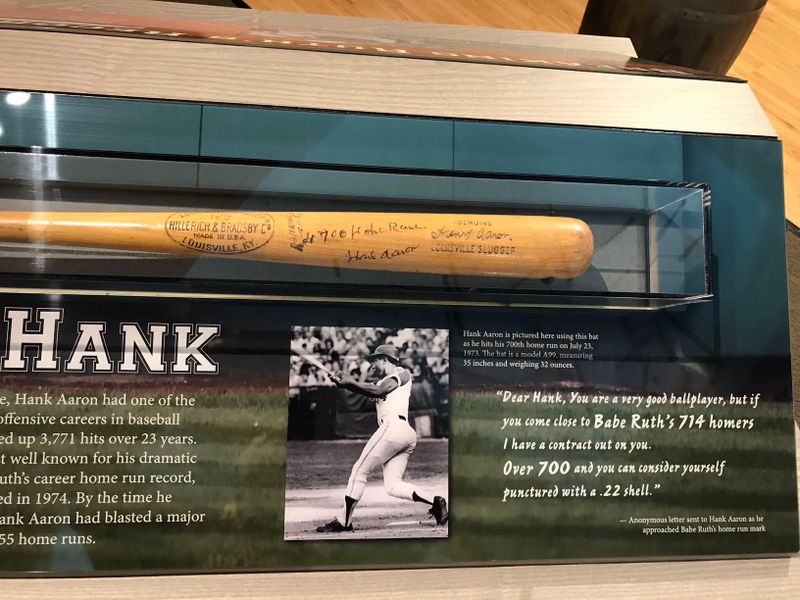 HILLERICH & BRADSBY Co
MADE IN U.S.A.
LOUISVILLE, KY.
700 Home Run
Hank Aaron
GENUINE
Henry Aaron
LOUISVILLE SLUGGER
HANK
Hank Aaron is pictured here using this bat
as he hits his 700th home run on July 23,
1973. The bat is a model A99, measuring
35 inches and weighing 32 ounces.
e, Hank Aaron had one of the
offensive careers in baseball
ed up 3,771 hits over 23 years.
t well known for his dramatic
uth's career home run record,
ed in 1974. By the time he
ank Aaron had blasted a major
55 home runs.
"Dear Hank, You are a very good ballplayer, but if
you come close to Babe Ruth's 714 homers
I have a contract out on you.
Over 700 and you can consider yourself
punctured with a .22 shell."
— Anonymous letter sent to Hank Aaron as he
approached Babe Ruth's home run mark